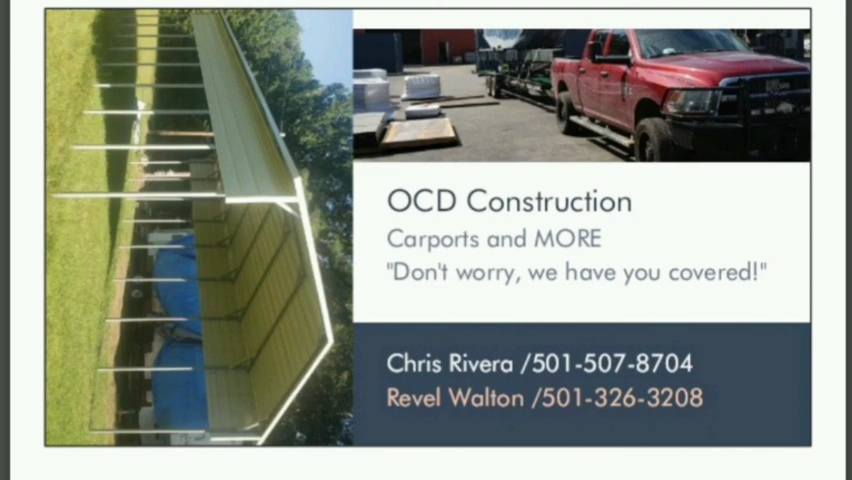 OCD Construction
Carports and MORE
"Don't worry, we have you covered!"
Chris Rivera /501-507-8704
Revel Walton /501-326-3208